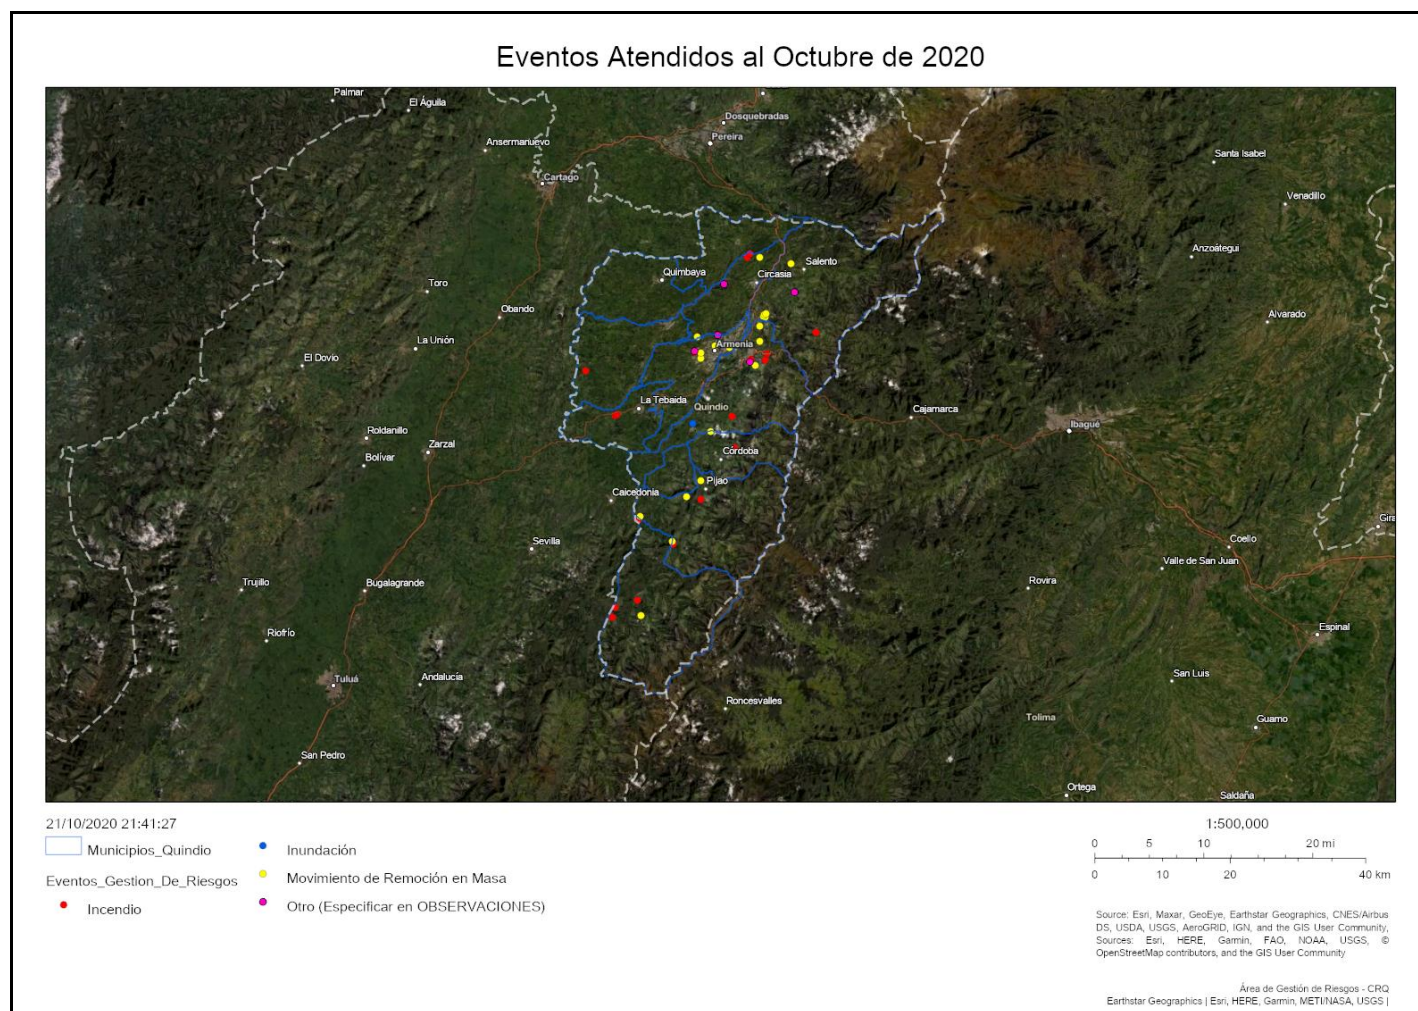 Eventos Atendidos al Octubre de 2020
Palmar
El Águila
Dosquebradas
Pereira
Ansermanuevo
Santa Isabel
Cartago
Venadillo
Anzoátegui
Salento
Quimbaya
Circasia
Toro
Obando
Alvarado
La Unión
Armenia
El Dovio
La Tebaida
Quindio
Cajamarca
Ibagué
Roldanillo
Zarzal
Bolívar
Córdoba
Pijao
Caicedonia
Gira
Sevilla
Coello
Valle de San Juan
Trujillo
Bugalagrande
Rovira
Riofrío
Espinal
Tuluá
Andalucía
San Luis
Roncesvalles
Tolima
Guamo
San Pedro
Ortega
Saldaña
21/10/2020 21:41:27
Municipios_Quindio
Eventos_Gestion_De_Riesgos
Incendio
Inundación
Movimiento de Remoción en Masa
Otro (Especificar en OBSERVACIONES)
1:500,000
0 5 10 20 mi
0 10 20 40 km
Source: Esri, Maxar, GeoEye, Earthstar Geographics, CNES/Airbus
DS, USDA, USGS, AeroGRID, IGN, and the GIS User Community,
Sources: Esri, HERE, Garmin, FAO, NOAA, USGS, ©
OpenStreetMap contributors, and the GIS User Community
Área de Gestión de Riesgos - CRQ
Earthstar Geographics | Esri, HERE, Garmin, METI/NASA, USGS |